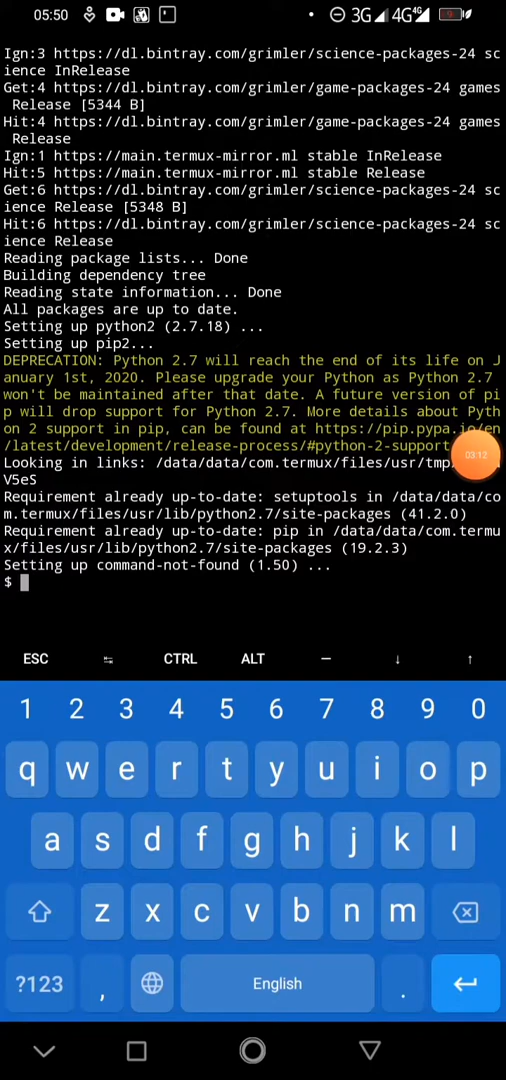 05:50
3G 4G 4G
Ign:3 https://dl.bintray.com/grimler/science-packages-24 sc
ience InRelease
Get:4 https://dl.bintray.com/grimler/game-packages-24 games
 Release [5344 B]
Hit:4 https://dl.bintray.com/grimler/game-packages-24 games
 Release
Ign:1 https://main.termux-mirror.ml stable InRelease
Hit:5 https://main.termux-mirror.ml stable Release
Get:6 https://dl.bintray.com/grimler/science-packages-24 sc
ience Release [5348 B]
Hit:6 https://dl.bintray.com/grimler/science-packages-24 sc
ience Release
Reading package lists... Done
Building dependency tree
Reading state information... Done
All packages are up to date.
Setting up python2 (2.7.18) ...
Setting up pip2...
DEPRECATION: Python 2.7 will reach the end of its life on J
anuary 1st, 2020. Please upgrade your Python as Python 2.7
won't be maintained after that date. A future version of pi
p will drop support for Python 2.7. More details about Pyth
on 2 support in pip, can be found at https://pip.pypa.io/en
/latest/development/release-process/#python-2-support
03:12
Looking in links: /data/data/com.termux/files/usr/tmp
V5eS
Requirement already up-to-date: setuptools in /data/data/co
m.termux/files/usr/lib/python2.7/site-packages (41.2.0)
Requirement already up-to-date: pip in /data/data/com.termu
x/files/usr/lib/python2.7/site-packages (19.2.3)
Setting up command-not-found (1.50) ...
$
ESC CTRL ALT — ↓ ↑
1 2 3 4 5 6 7 8 9 0
q w e r t y u i o p
a s d f g h j k l
z x c v b n m
?123 , English .